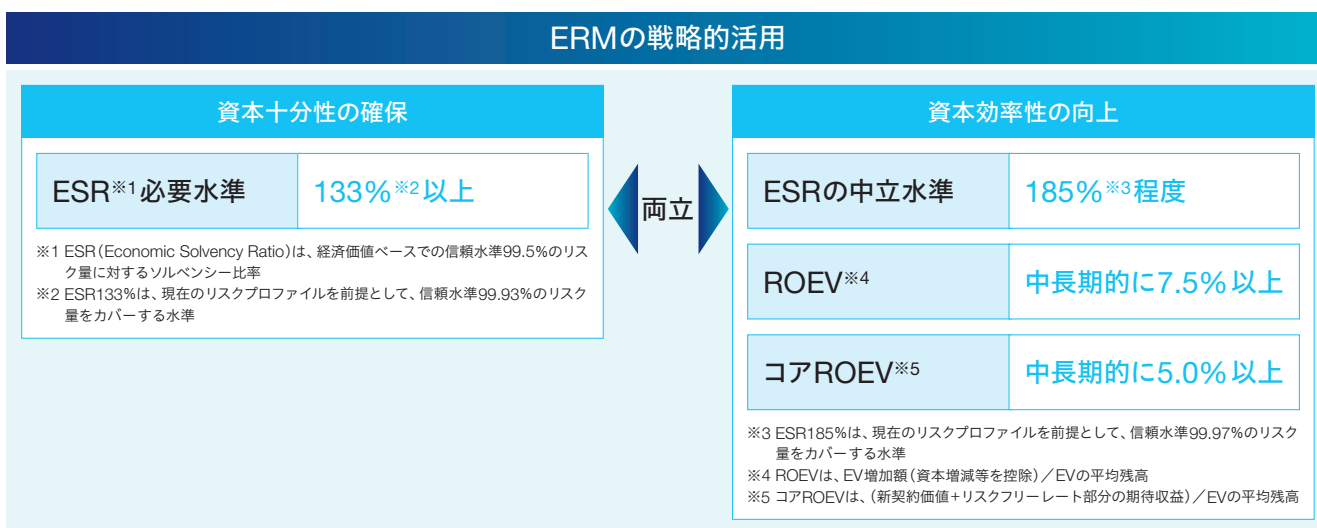 ERMの戦略的活用
資本十分性の確保
ESR※1必要水準
133%※2以上
※1 ESR(Economic Solvency Ratio)は、経済価値ベースでの信頼水準99.5%のリス
ク量に対するソルベンシー比率
※2 ESR133%は、現在のリスクプロファイルを前提として、信頼水準99.93%のリスク
量をカバーする水準
両立
資本効率性の向上
ESRの中立水準
185%※3程度
ROEV※4
中長期的に7.5%以上
コアROEV※5
中長期的に5.0%以上
※3 ESR185%は、現在のリスクプロファイルを前提として、信頼水準99.97%のリスク
量をカバーする水準
※4 ROEVは、EV増加額(資本増減等を控除)/EVの平均残高
※5 コアROEVは、(新契約価値+リスクフリーレート部分の期待収益)/EVの平均残高